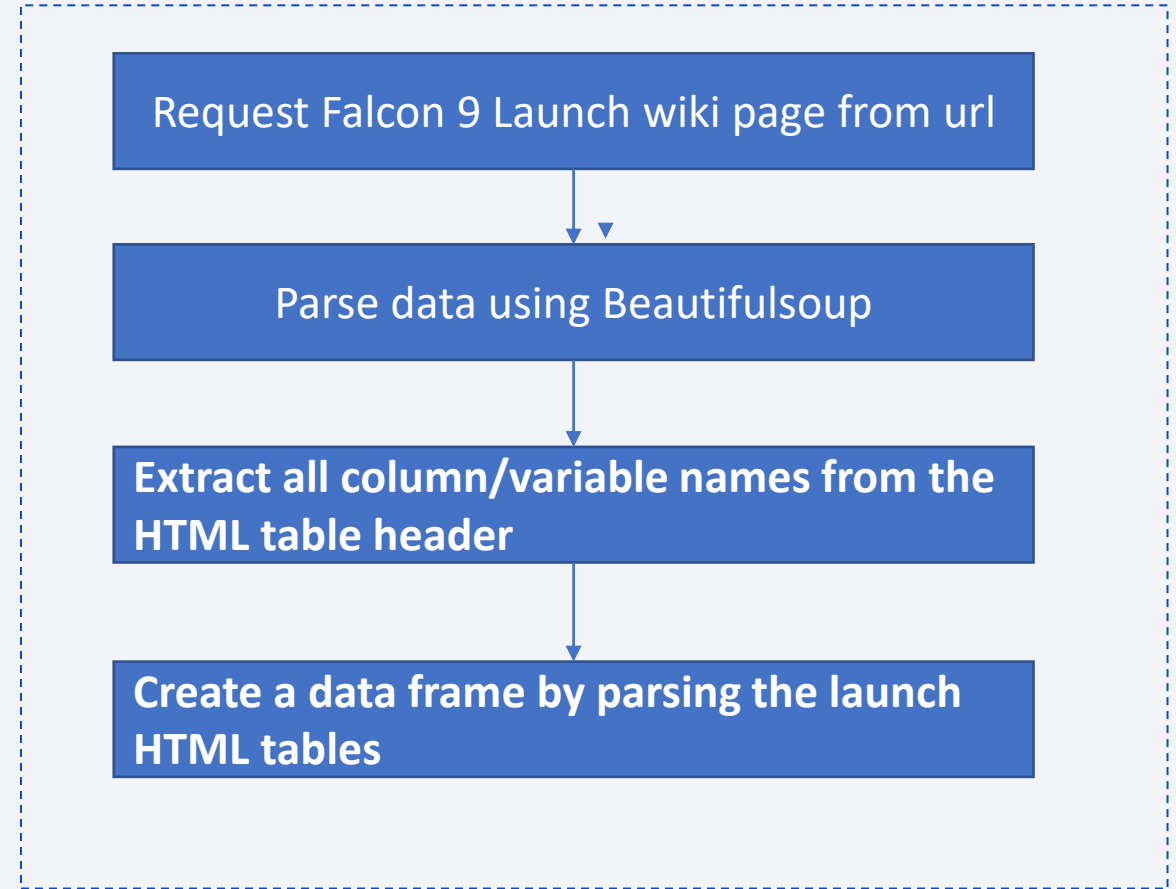 Request Falcon 9 Launch wiki page from url
Parse data using Beautifulsoup
Extract all column/variable names from the
HTML table header
Create a data frame by parsing the launch
HTML tables